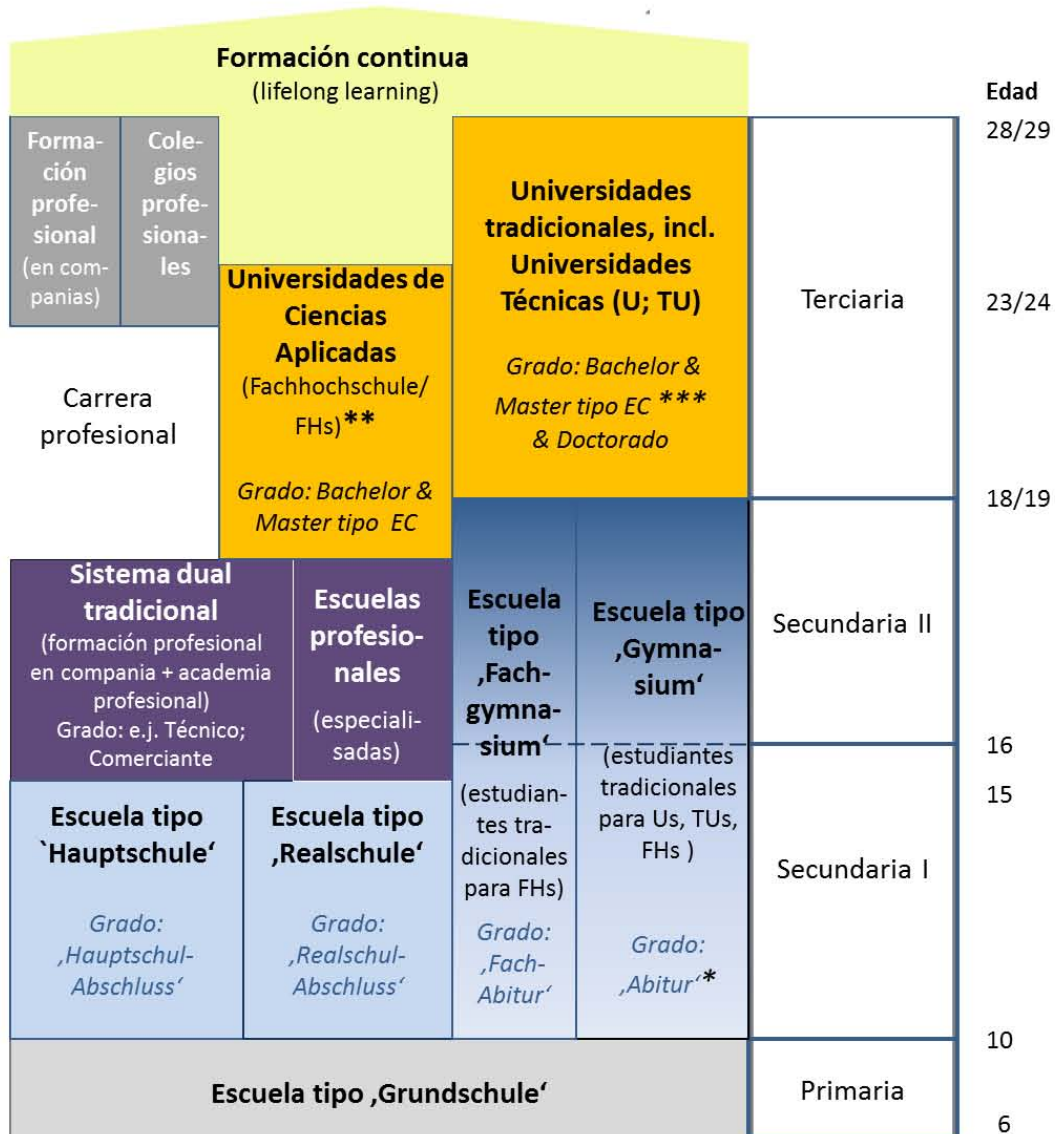 Formación continua
(lifelong learning)
Edad
28/29
Forma-
ción
profe-
sional
(en com-
panias)
Cole-
gios
profe-
siona-
les
Universidades
tradicionales, incl.
Universidades
Técnicas (U; TU)
Grado: Bachelor &
Master tipo EC ***
& Doctorado
Terciaria
23/24
Universidades de
Ciencias
Aplicadas
(Fachhochschule/
FHs)**
Grado: Bachelor &
Master tipo EC
Carrera
profesional
18/19
Sistema dual
tradicional
(formación profesional
en compania + academia
profesional)
Grado: e.j. Técnico;
Comerciante
Escuelas
profesio-
nales
(especiali-
sadas)
Escuela
tipo
‚Fach-
gymna-
sium‘
(estudian-
tes tra-
dicionales
para FHs)
Grado:
‚Fach-
Abitur‘
Escuela tipo
‚Gymna-
sium‘
(estudiantes
tradicionales
para Us, TUs,
FHs )
Grado:
‚Abitur‘*
Secundaria II
16
15
Escuela tipo
`Hauptschule‘
Grado:
‚Hauptschul-
Abschluss‘
Escuela tipo
‚Realschule‘
Grado:
‚Realschul-
Abschluss‘
Secundaria I
10
Escuela tipo ‚Grundschule‘
Primaria
6